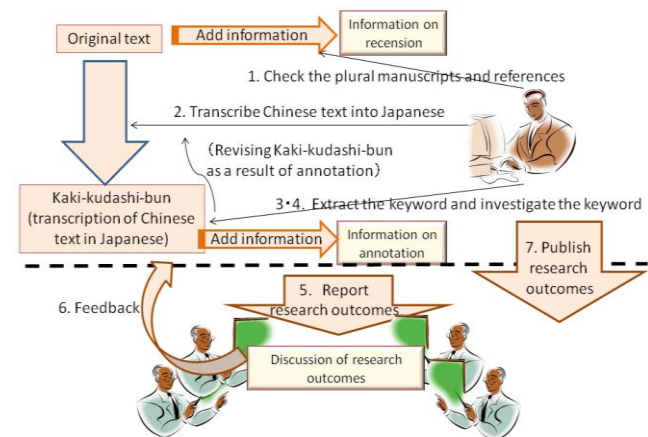 Original text
Add information
Information on
recension
1. Check the plural manuscripts and references
2. Transcribe Chinese text into Japanese
{Revising Kaki-kudashi-bun
as a result of annotation}
Kaki-kudashi-bun
(transcription of Chinese
text in Japanese)
3・4. Extract the keyword and investigate the keyword
Add information
Information on
annotation
7. Publish
research
outcomes
5. Report
research outcomes
6. Feedback
Discussion of research
outcomes